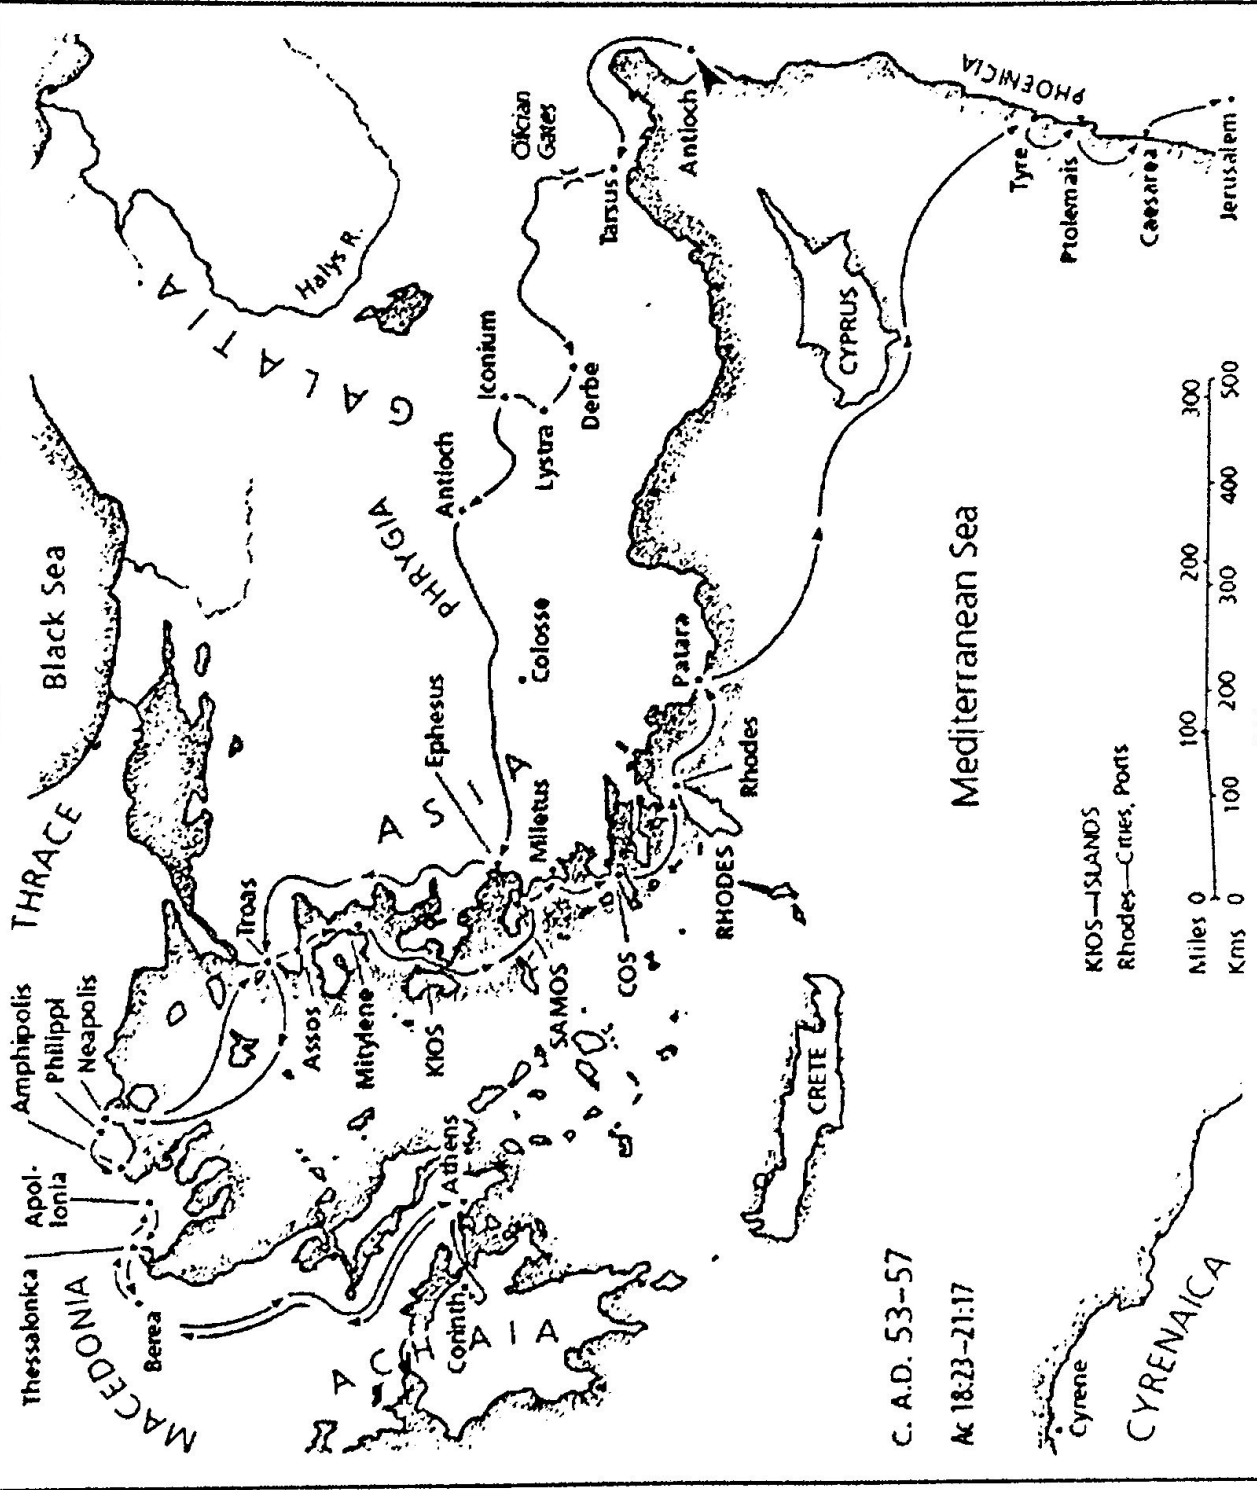 Black Sea
THRACE
MACEDONIA
GALATIA
PHRYGIA
ASIA
ACHAIA
PHOENICIA
CYRENAICA
Mediterranean Sea
Halys R.
Amphipolis
Philippi
Neapolis
Apol-
lonia
Thessalonica
Berea
Athens
Corinth
Troas
Assos
Mitylene
KIOS
SAMOS
Ephesus
Miletus
COS
RHODES
Rhodes
Patara
Colosse
Antioch
Iconium
Lystra
Derbe
Gates
Tarsus
Antioch
CYPRUS
Tyre
Ptolemais
Caesarea
Jerusalem
CRETE
Cyrene
C. A.D. 53–57
Ac 18:23–21:17
KIOS—ISLANDS
Rhodes—Cities, Ports
Miles 0 100 200 300
Kms 0 100 200 300 400 500